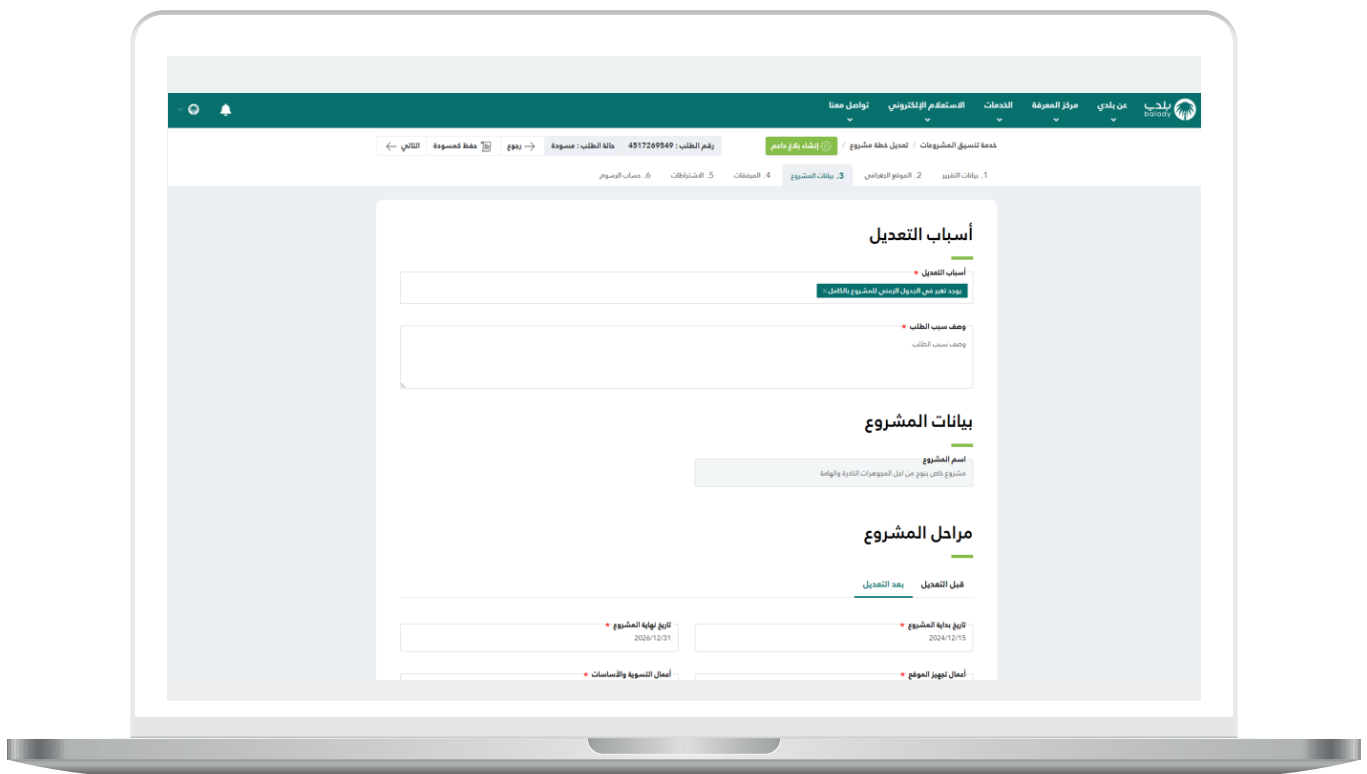 بلدي balady عن بلدي مركز المعرفة الخدمات الاستعلام الإلكتروني تواصل معنا
خدمة تنسيق المشروعات / تعديل خطة مشروع / إنشاء بلاغ داعم رقم الطلب : 4517269549 حالة الطلب : مسودة رجوع حفظ كمسودة التالي
1. بيانات التقرير 2. الموقع الجغرافي 3. بيانات المشروع 4. المرفقات 5. الاشتراطات 6. حساب الرسوم
أسباب التعديل
أسباب التعديل *
يوجد تغير في الجدول الزمني للمشروع بالكامل ×
وصف سبب الطلب *
وصف سبب الطلب
بيانات المشروع
اسم المشروع
مشروع خاص بنوح من اجل المجوهرات النادرة والهامة
مراحل المشروع
قبل التعديل بعد التعديل
تاريخ بداية المشروع * تاريخ نهاية المشروع *
2024/12/15 2026/12/31
أعمال تجهيز الموقع * أعمال التسوية والأساسات *